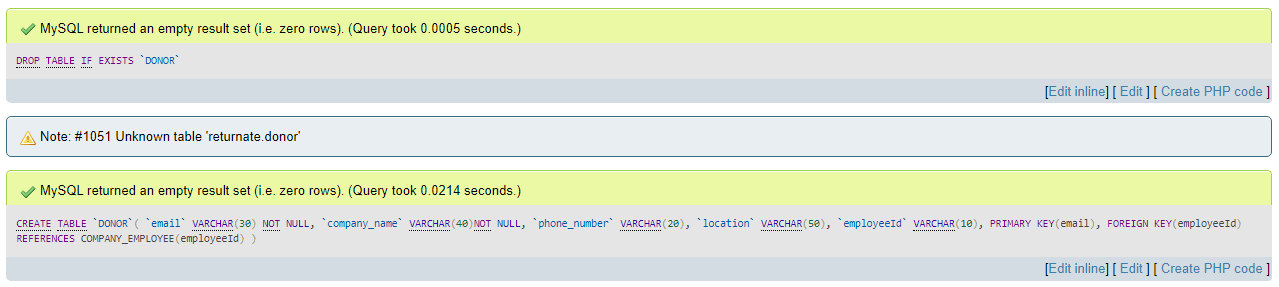 MySQL returned an empty result set (i.e. zero rows). (Query took 0.0005 seconds.)
DROP TABLE IF EXISTS `DONOR`
[Edit inline] [ Edit ] [ Create PHP code ]
Note: #1051 Unknown table 'returnate.donor'
MySQL returned an empty result set (i.e. zero rows). (Query took 0.0214 seconds.)
CREATE TABLE `DONOR`( `email` VARCHAR(30) NOT NULL, `company_name` VARCHAR(40)NOT NULL, `phone_number` VARCHAR(20), `location` VARCHAR(50), `employeeId` VARCHAR(10), PRIMARY KEY(email), FOREIGN KEY(employeeId)
REFERENCES COMPANY_EMPLOYEE(employeeId) )
[Edit inline] [ Edit ] [ Create PHP code ]